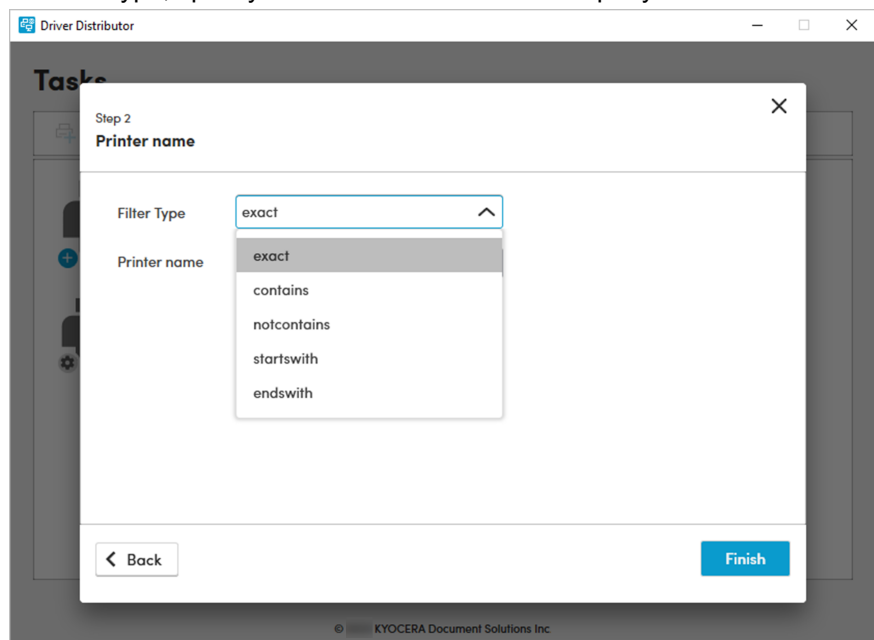 Driver Distributor
Tasks
Step 2
Printer name
Filter Type
exact
Printer name
exact
contains
notcontains
startswith
endswith
Back
Finish
© KYOCERA Document Solutions Inc